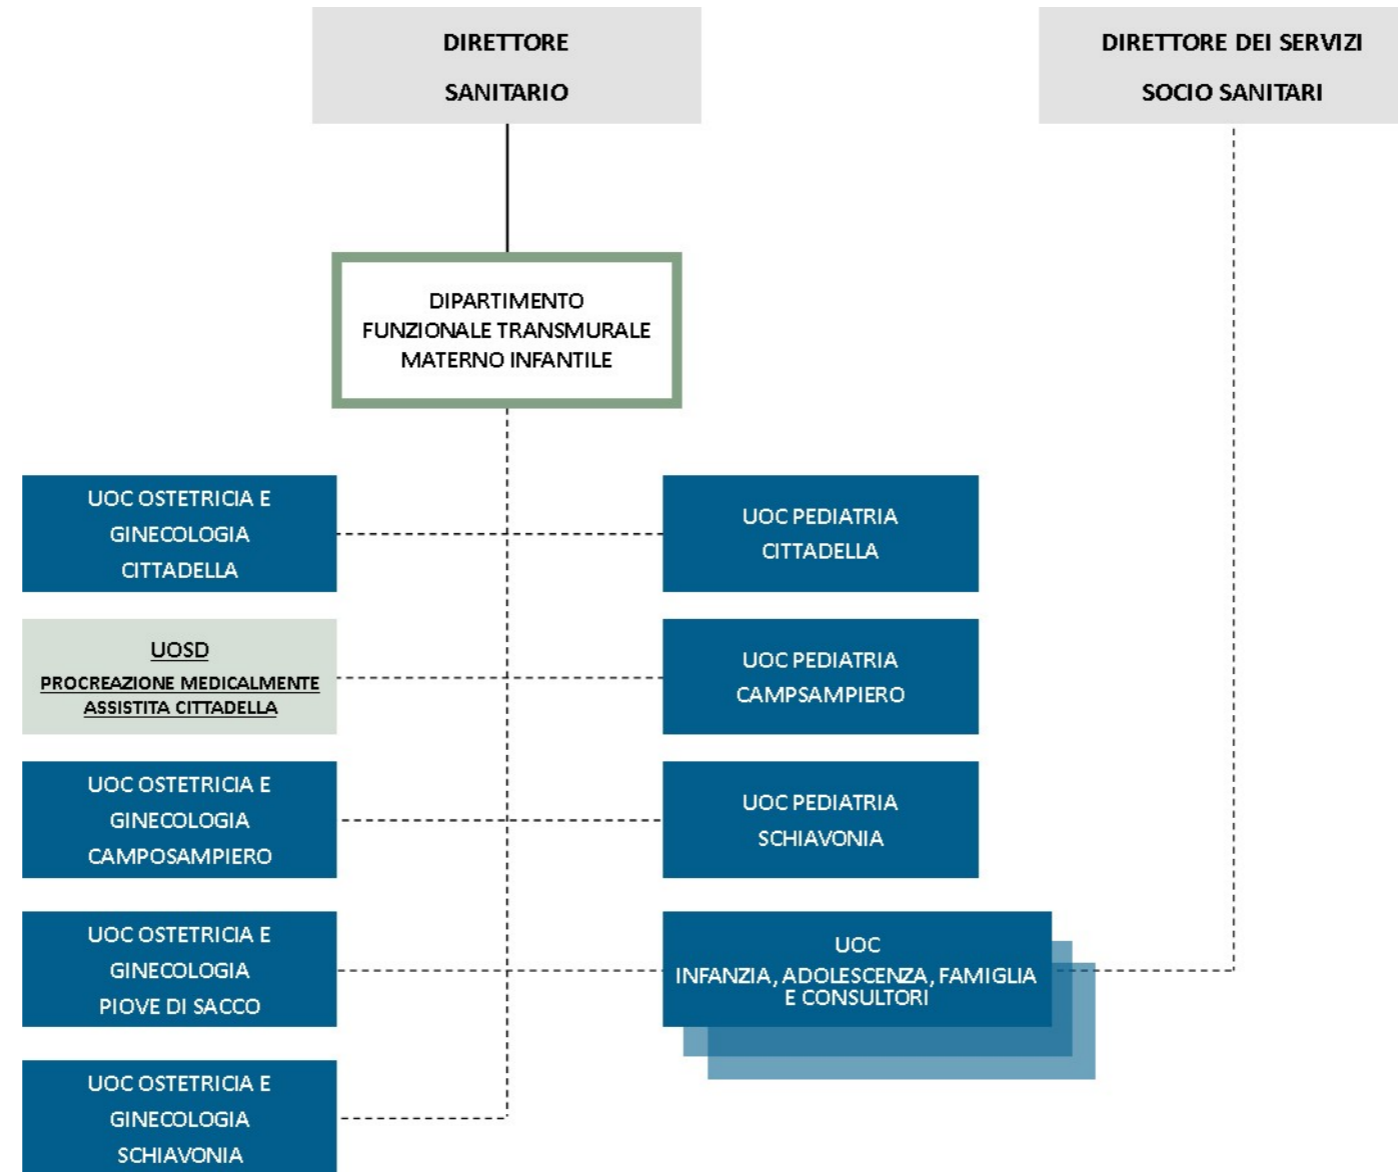 DIRETTORE
SANITARIO
DIRETTORE DEI SERVIZI
SOCIO SANITARI
DIPARTIMENTO
FUNZIONALE TRANSMURALE
MATERNO INFANTILE
UOC OSTETRICIA E
GINECOLOGIA
CITTADELLA
UOC PEDIATRIA
CITTADELLA
UOSD
PROCREAZIONE MEDICALMENTE
ASSISTITA CITTADELLA
UOC PEDIATRIA
CAMPSAMPIERO
UOC OSTETRICIA E
GINECOLOGIA
CAMPOSAMPIERO
UOC PEDIATRIA
SCHIAVONIA
UOC OSTETRICIA E
GINECOLOGIA
PIOVE DI SACCO
UOC
INFANZIA, ADOLESCENZA, FAMIGLIA
E CONSULTORI
UOC OSTETRICIA E
GINECOLOGIA
SCHIAVONIA